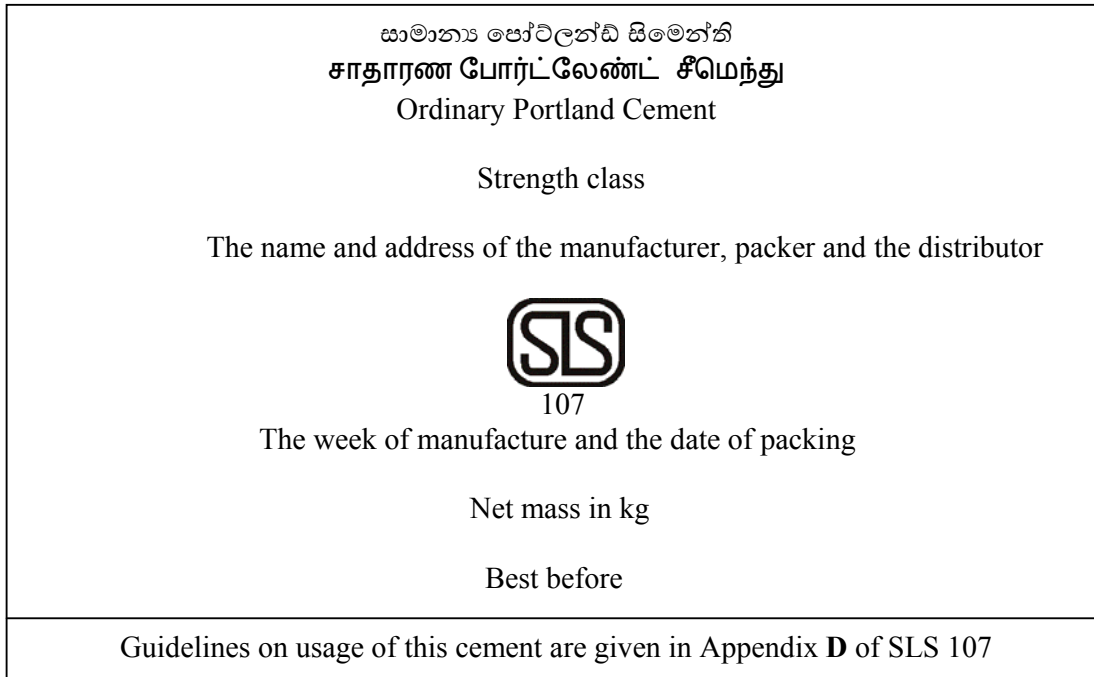 සාමාන්‍ය පෝට්ලන්ඩ් සිමෙන්ති
சாதாரண போர்ட்லேண்ட் சீமெந்து
Ordinary Portland Cement
Strength class
The name and address of the manufacturer, packer and the distributor
SLS
107
The week of manufacture and the date of packing
Net mass in kg
Best before
Guidelines on usage of this cement are given in Appendix D of SLS 107